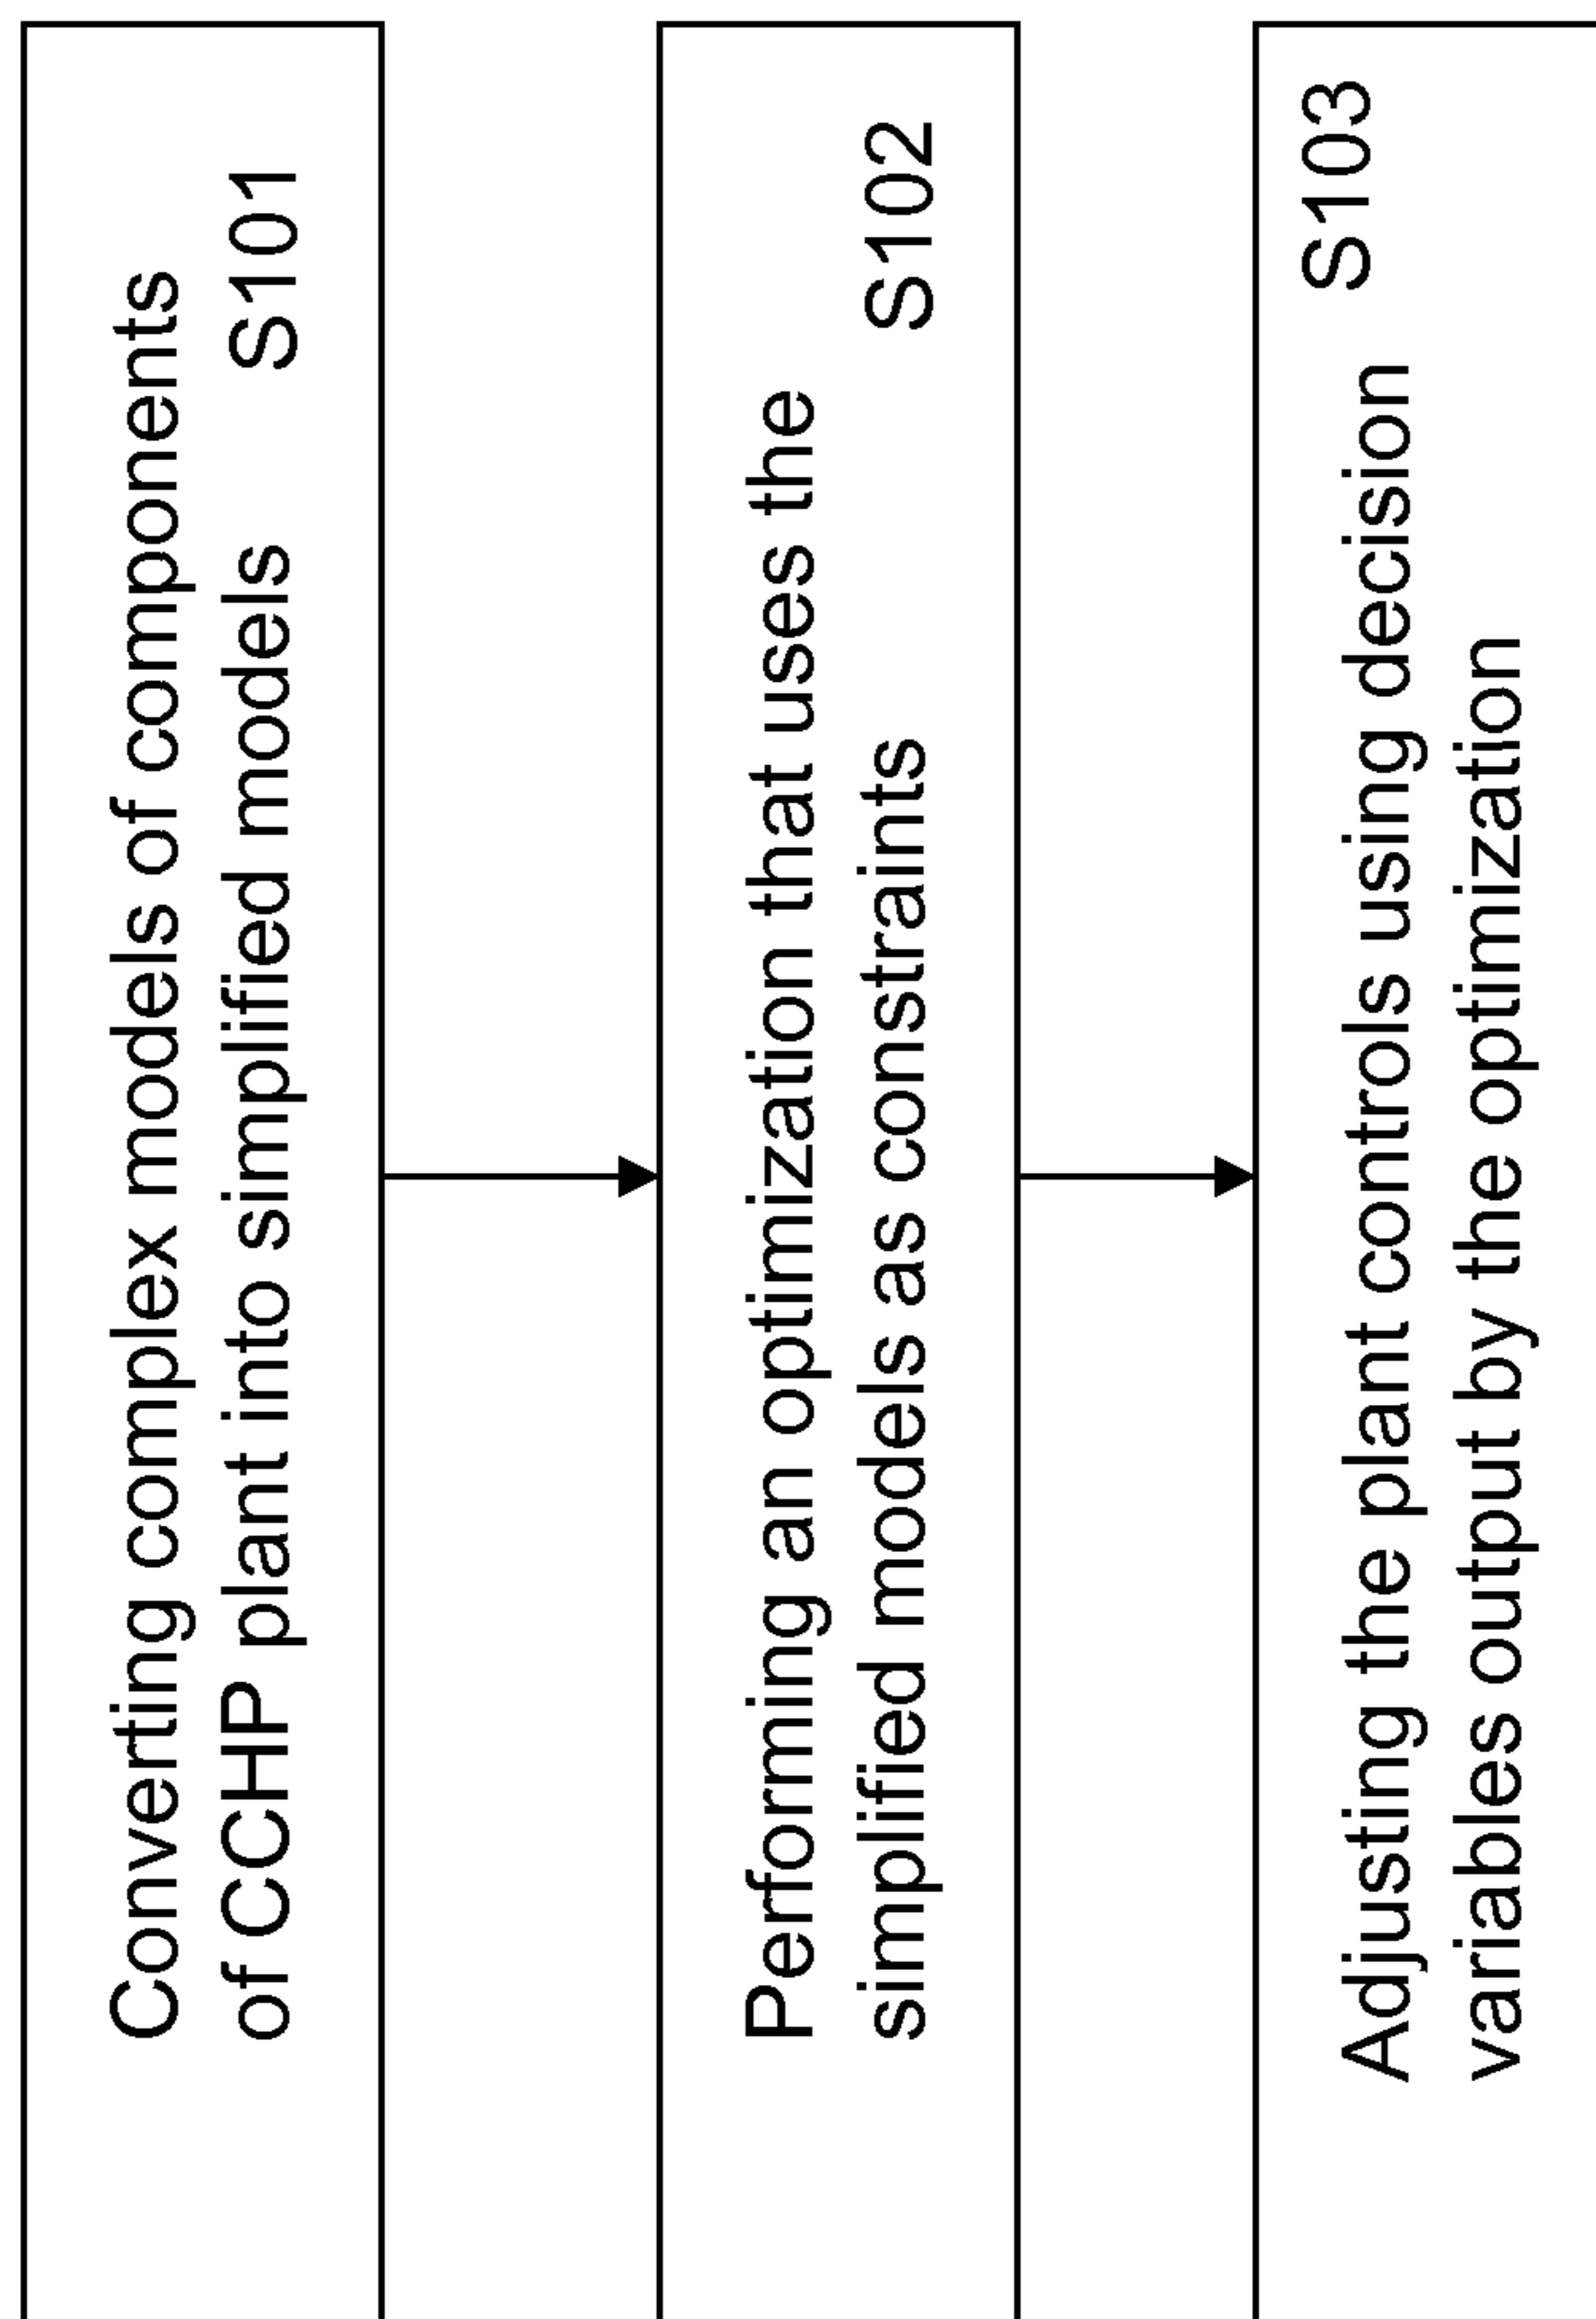 Converting complex models of components
of CCHP plant into simplified models S101
Performing an optimization that uses the
simplified models as constraints S102
S103
Adjusting the plant controls using decision
variables output by the optimization